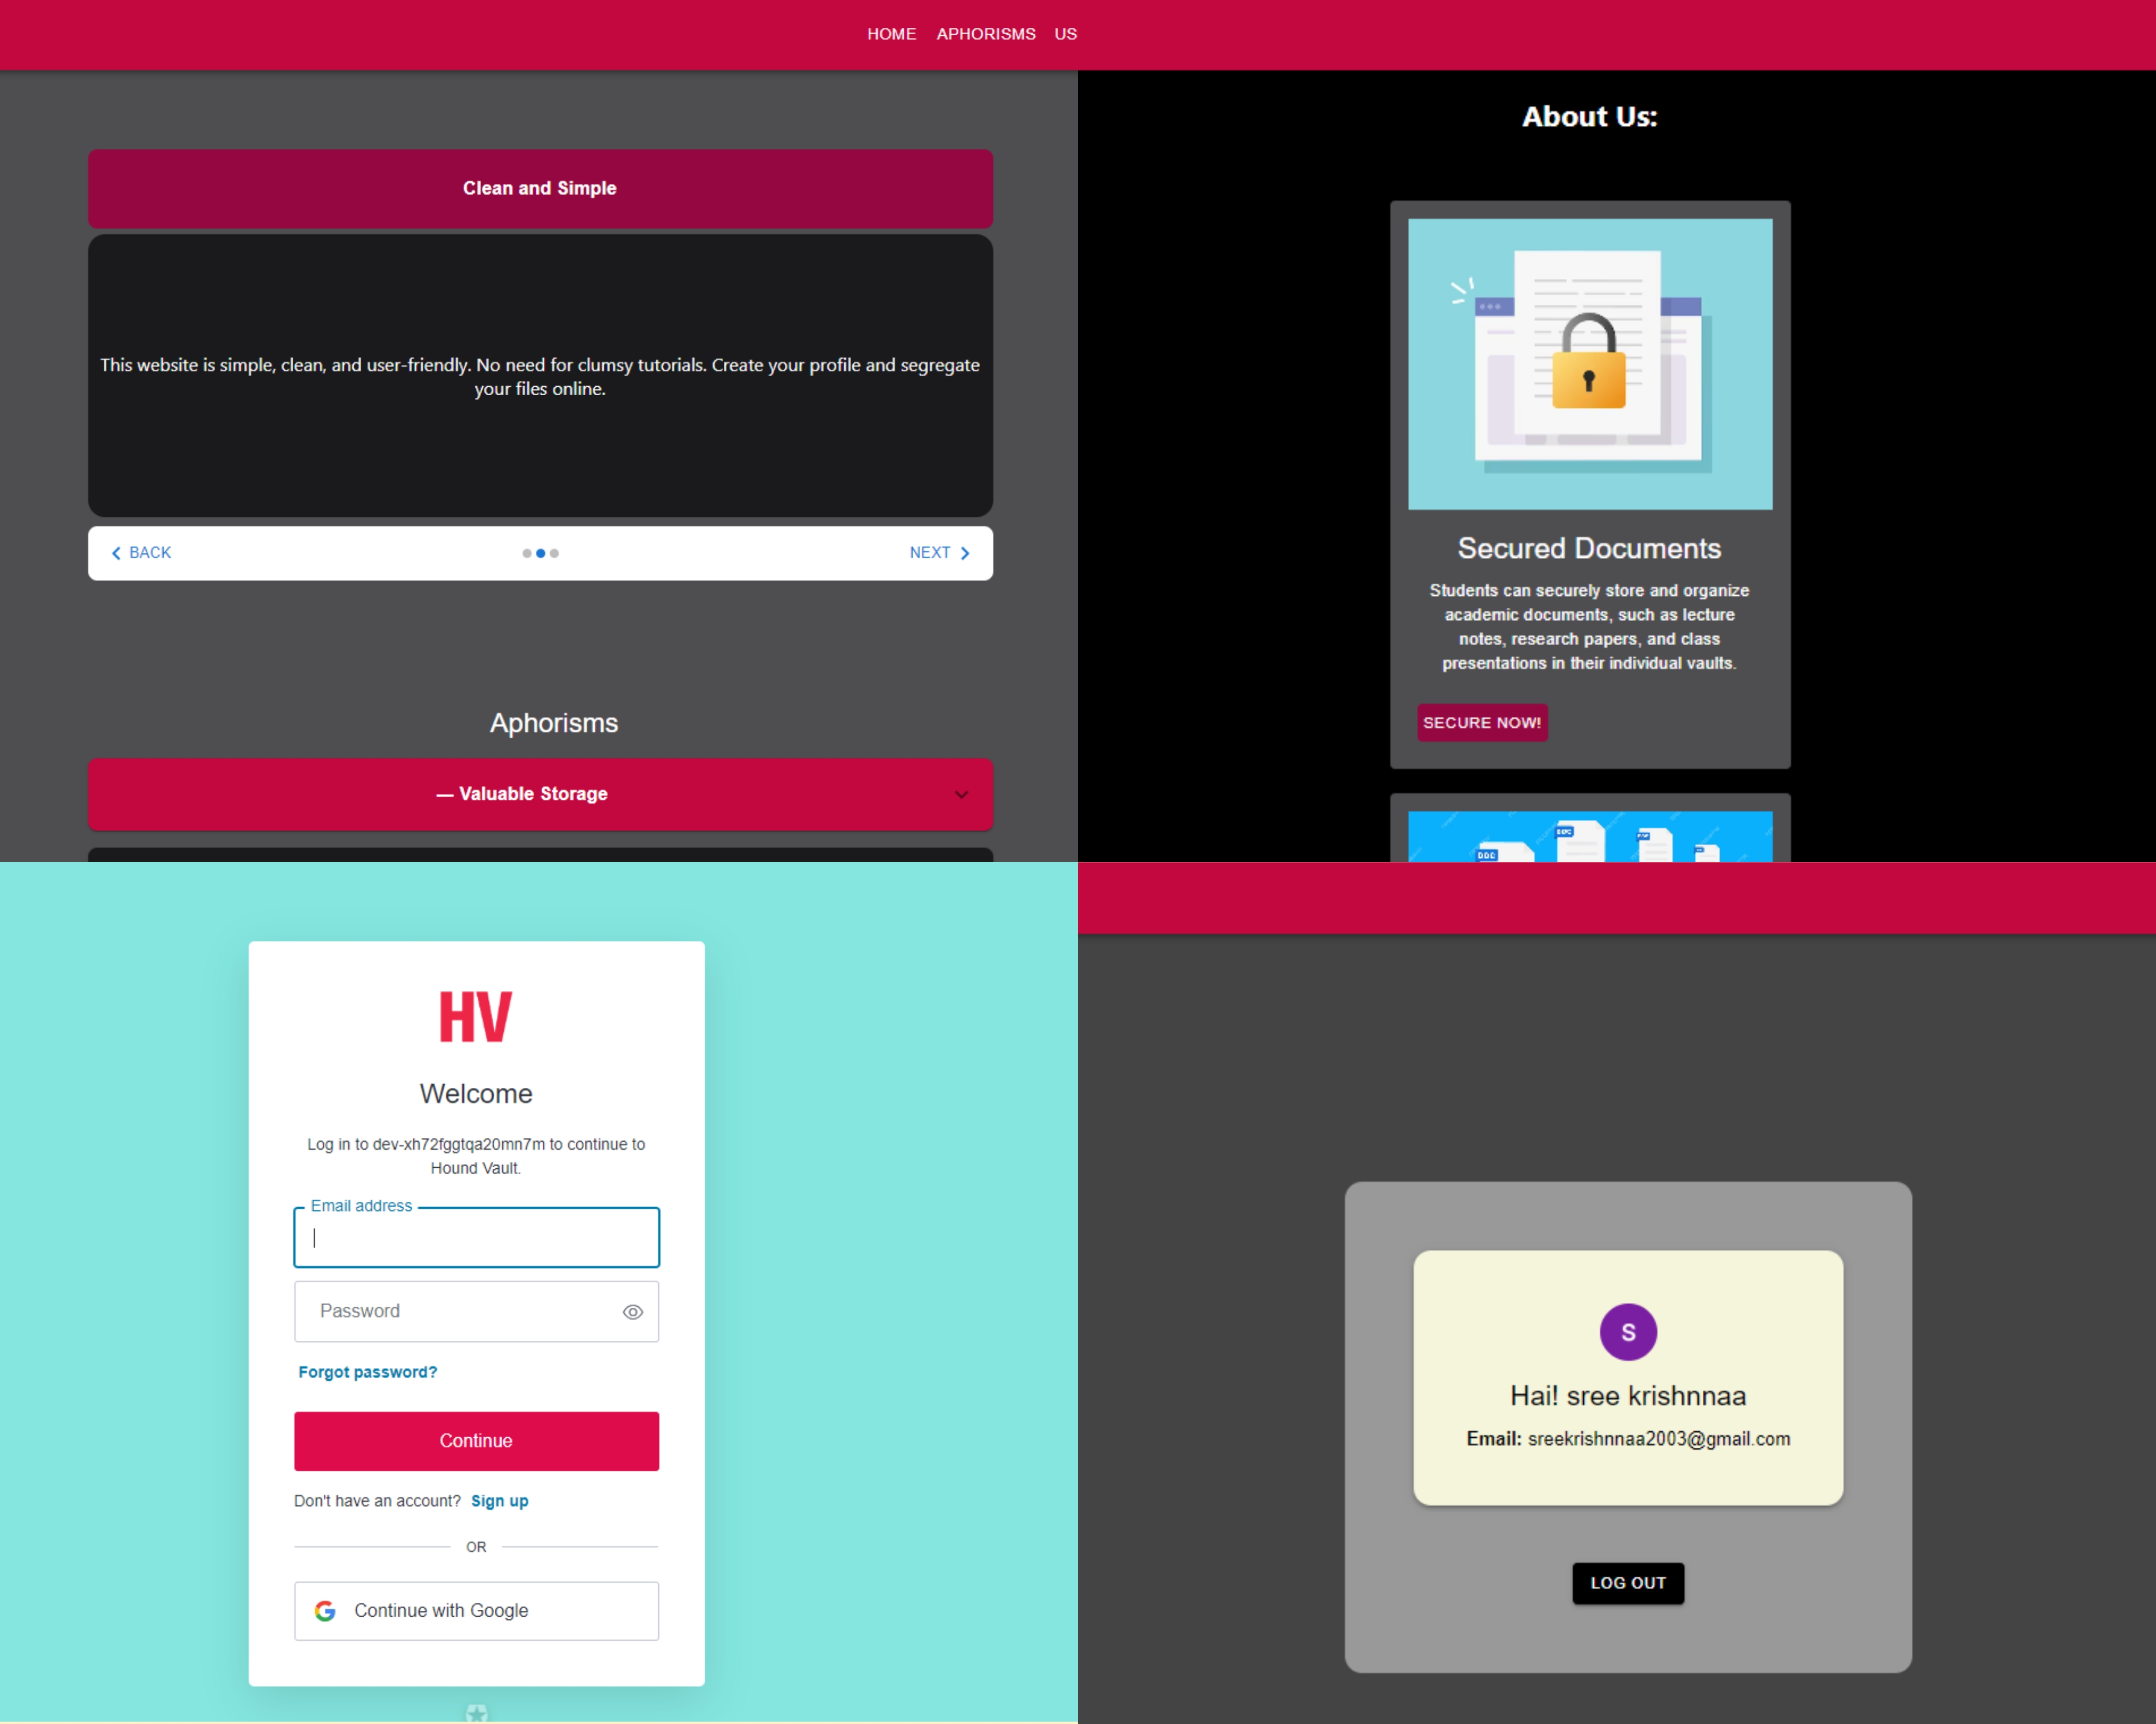 HOME APHORISMS US
Clean and Simple
This website is simple, clean, and user-friendly. No need for clumsy tutorials. Create your profile and segregate
your files online.
BACK NEXT
Aphorisms
— Valuable Storage
About Us:
Secured Documents
Students can securely store and organize
academic documents, such as lecture
notes, research papers, and class
presentations in their individual vaults.
SECURE NOW!
DOC
DOC
HV
Welcome
Log in to dev-xh72fggtqa20mn7m to continue to
Hound Vault.
Email address
Password
Forgot password?
Continue
Don't have an account? Sign up
OR
Continue with Google
S
Hai! sree krishnnaa
Email: sreekrishnnaa2003@gmail.com
LOG OUT